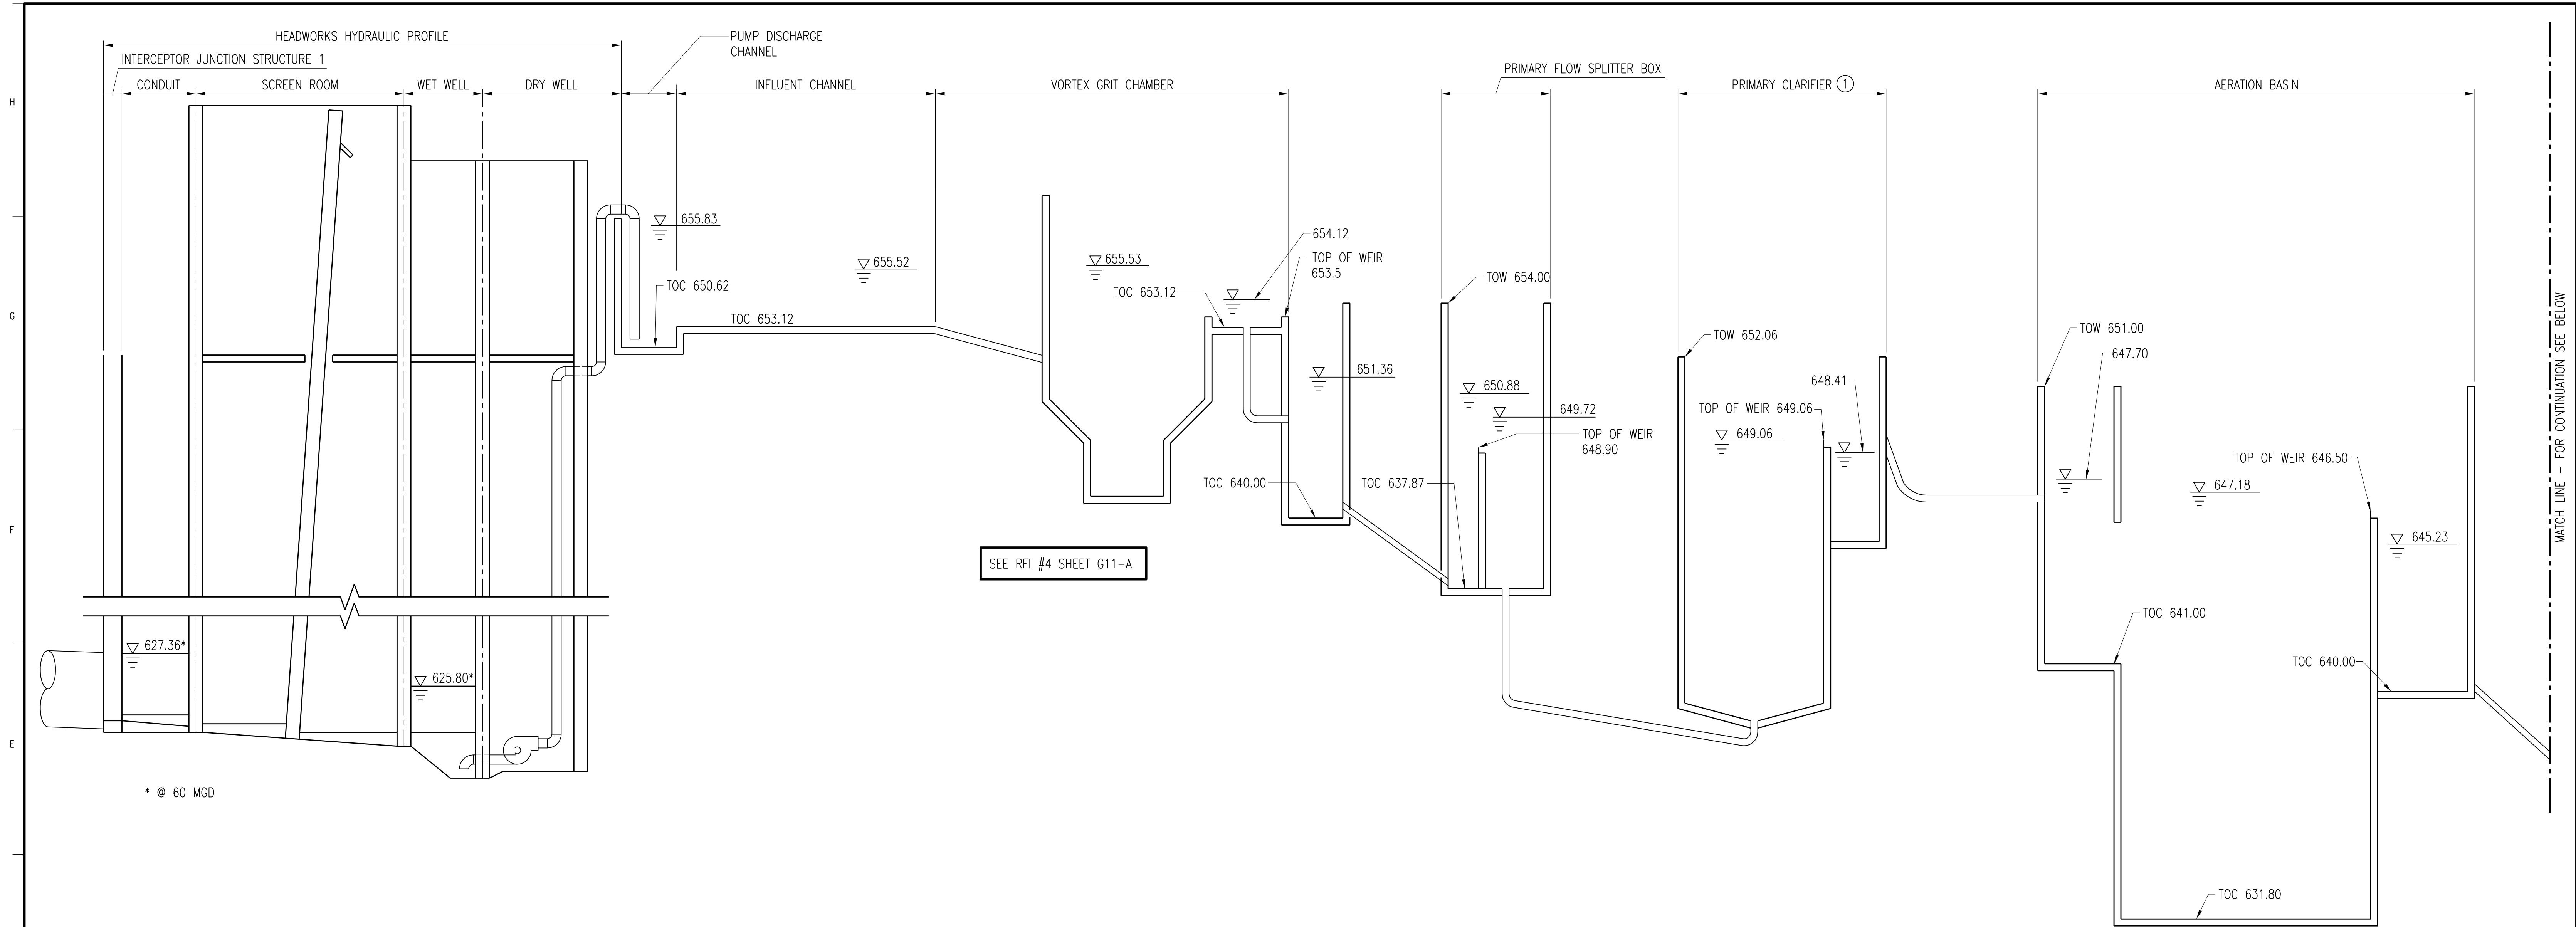 HEADWORKS HYDRAULIC PROFILE
PUMP DISCHARGE
CHANNEL
INTERCEPTOR JUNCTION STRUCTURE 1
PRIMARY FLOW SPLITTER BOX
CONDUIT
SCREEN ROOM
WET WELL
DRY WELL
INFLUENT CHANNEL
VORTEX GRIT CHAMBER
PRIMARY CLARIFIER 1
AERATION BASIN
H
655.83
654.12
655.52
655.53
TOP OF WEIR
653.5
TOC 650.62
TOC 653.12
TOW 654.00
G
TOC 653.12
TOW 652.06
TOW 651.00
647.70
651.36
650.88
648.41
649.72
TOP OF WEIR 649.06
TOP OF WEIR
648.90
649.06
TOP OF WEIR 646.50
TOC 640.00
TOC 637.87
647.18
F
645.23
SEE RFI #4 SHEET G11-A
TOC 641.00
627.36*
TOC 640.00
625.80*
E
* @ 60 MGD
TOC 631.80
MATCH LINE - FOR CONTINUATION SEE BELOW